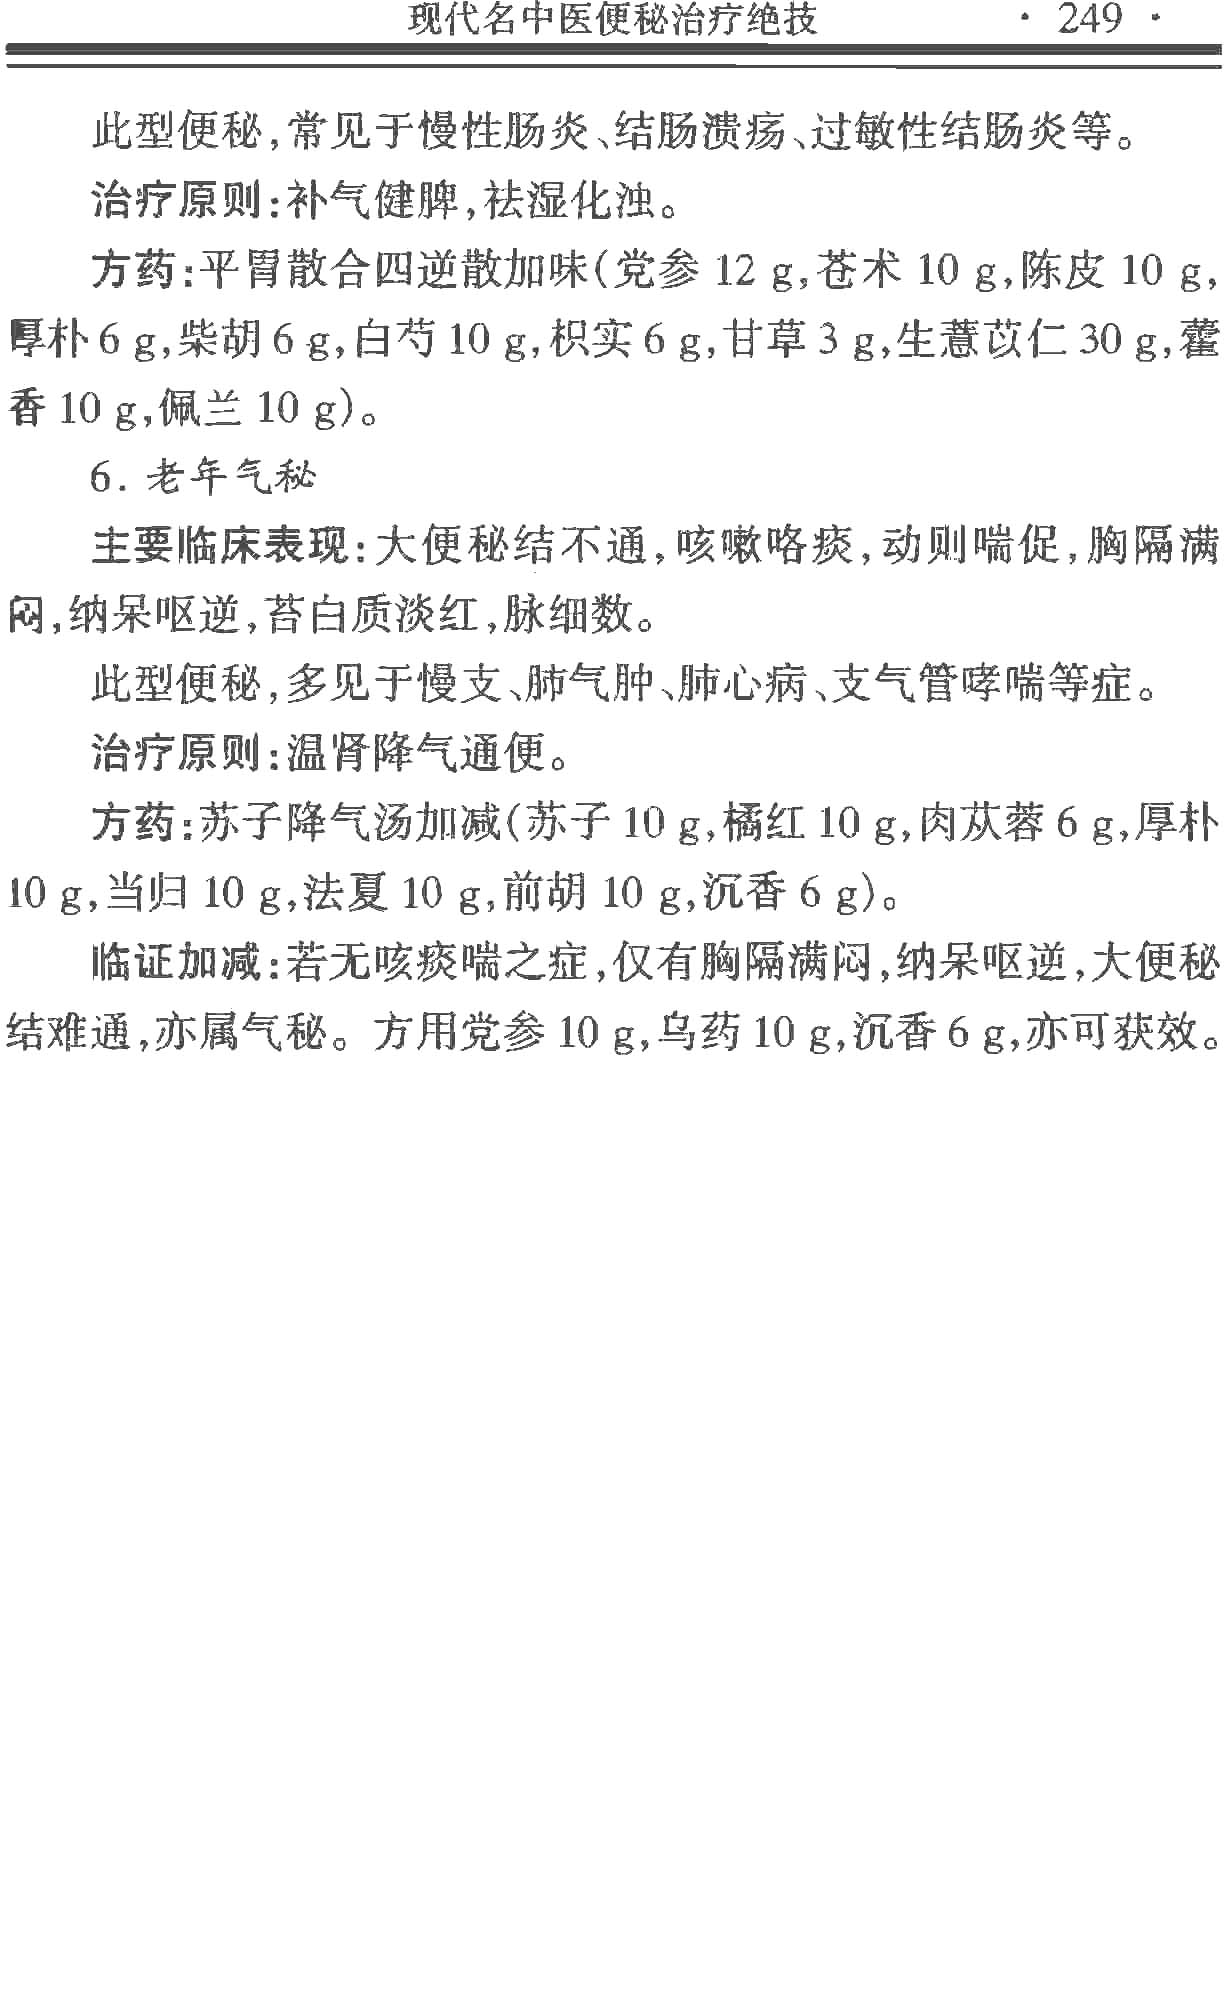 现代名中医便秘治疗绝技 · 249 ·
此型便秘,常见于慢性肠炎、结肠溃疡、过敏性结肠炎等。
治疗原则:补气健脾,祛湿化浊。
方药:平胃散合四逆散加味(党参 12 g,苍术 10 g,陈皮 10 g,
厚朴 6 g,柴胡 6 g,白芍 10 g,枳实 6 g,甘草 3 g,生薏苡仁 30 g,藿
香 10 g,佩兰 10 g)。
6. 老年气秘
主要临床表现:大便秘结不通,咳嗽咯痰,动则喘促,胸隔满
闷,纳呆呕逆,苔白质淡红,脉细数。
此型便秘,多见于慢支、肺气肿、肺心病、支气管哮喘等症。
治疗原则:温肾降气通便。
方药:苏子降气汤加减(苏子 10 g,橘红 10 g,肉苁蓉 6 g,厚朴
10 g,当归 10 g,法夏 10 g,前胡 10 g,沉香 6 g)。
临证加减:若无咳痰喘之症,仅有胸隔满闷,纳呆呕逆,大便秘
结难通,亦属气秘。方用党参 10 g,乌药 10 g,沉香 6 g,亦可获效。